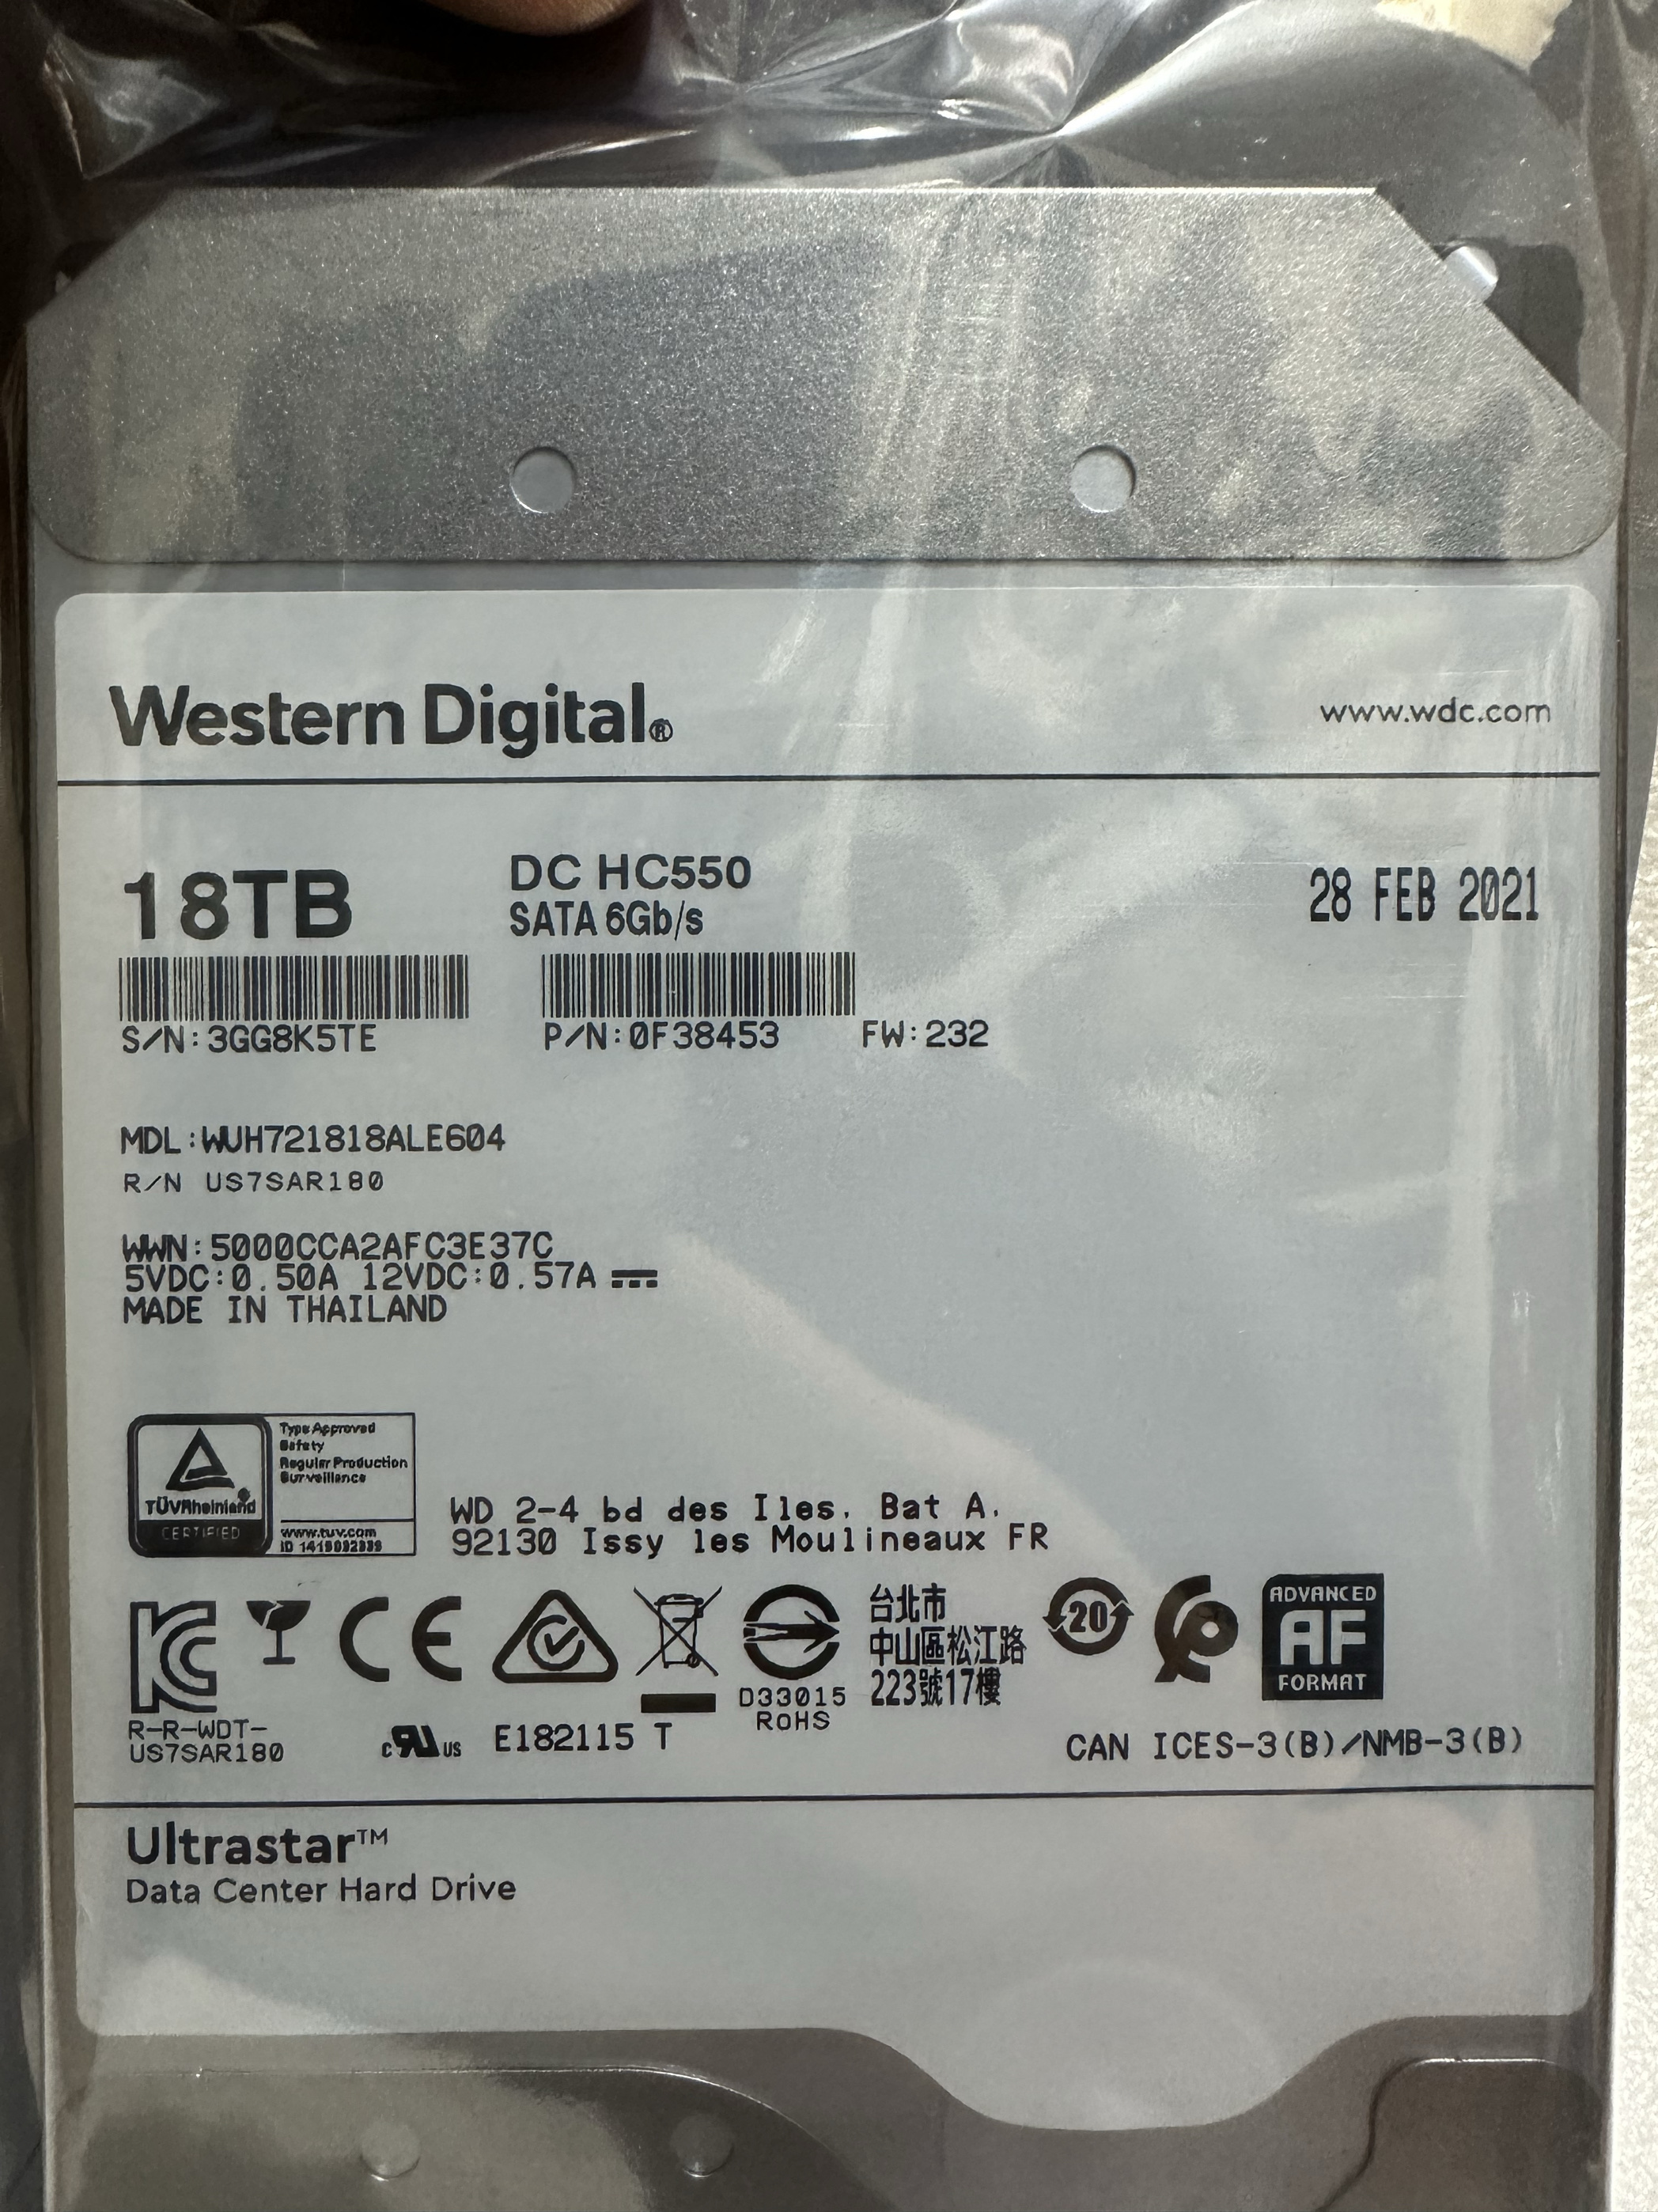 Western Digital®
www.wdc.com
18TB
DC HC550
SATA 6Gb/s
28 FEB 2021
S/N:3GG8K5TE
P/N:0F38453
FW:232
MDL:WUH721818ALE604
R/N US7SAR180
WWN:5000CCA2AFC3E37C
5VDC:0.50A 12VDC:0.57A
MADE IN THAILAND
TÜVRheinland
CERTIFIED
Type Approved
Safety
Regular Production
Surveillance
www.tuv.com
WD 2-4 bd des Iles, Bat A,
92130 Issy les Moulineaux FR
CE
台北市
中山區松江路
223號17樓
20
ADVANCED
AF
FORMAT
D33015
RoHS
R-R-WDT-
US7SAR180
c RU us
E182115 T
CAN ICES-3(B)/NMB-3(B)
Ultrastar™
Data Center Hard Drive